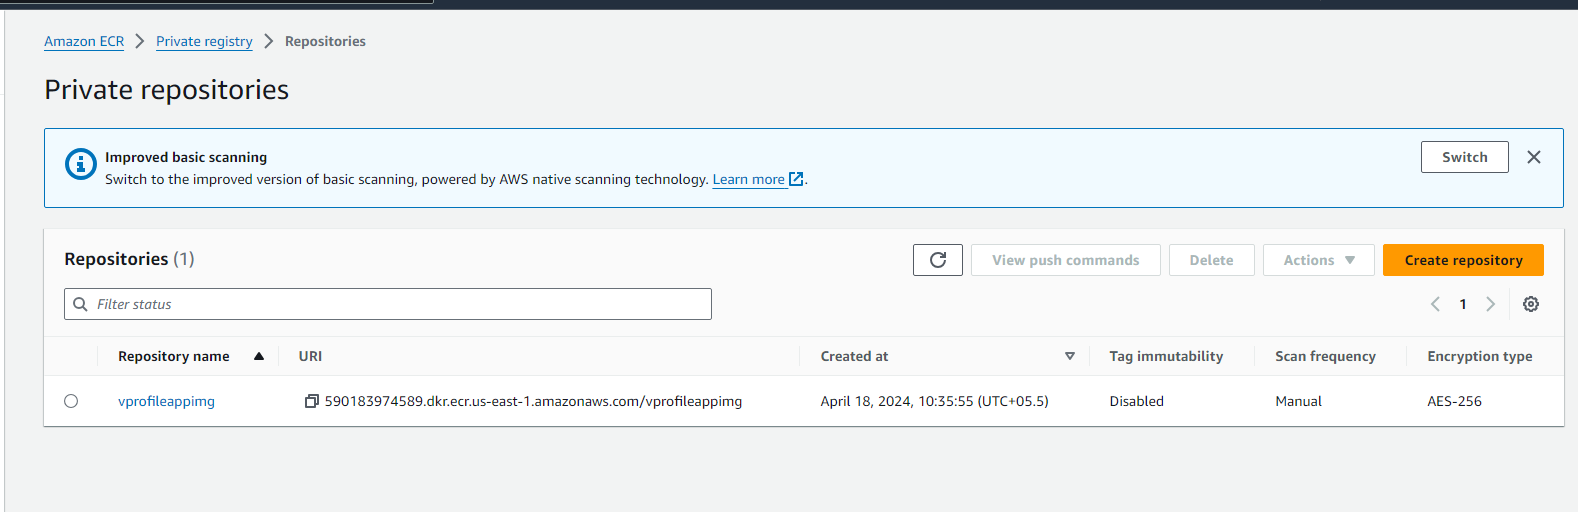 Amazon ECR > Private registry > Repositories
Private repositories
Improved basic scanning
Switch to the improved version of basic scanning, powered by AWS native scanning technology. Learn more.
Switch
Repositories (1)
View push commands Delete Actions Create repository
Filter status
1
Repository name URI Created at Tag immutability Scan frequency Encryption type
vprofileappimg 590183974589.dkr.ecr.us-east-1.amazonaws.com/vprofileappimg April 18, 2024, 10:35:55 (UTC+05.5) Disabled Manual AES-256